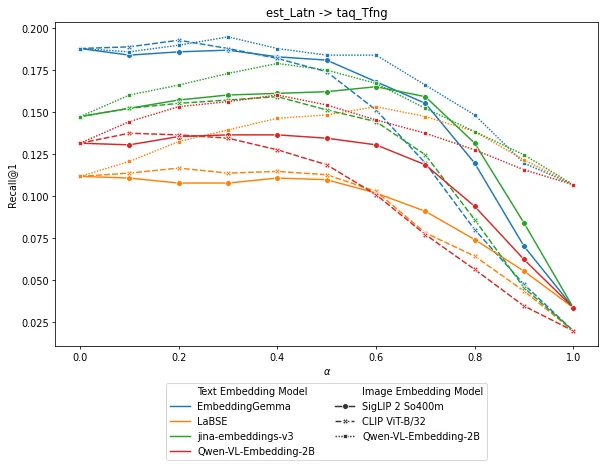 est_Latn -> taq_Tfng
Recall@1
0.200
0.175
0.150
0.125
0.100
0.075
0.050
0.025
0.0 0.2 0.4 0.6 0.8 1.0
α
Text Embedding Model
EmbeddingGemma
LaBSE
jina-embeddings-v3
Qwen-VL-Embedding-2B
Image Embedding Model
SigLIP 2 So400m
CLIP ViT-B/32
Qwen-VL-Embedding-2B